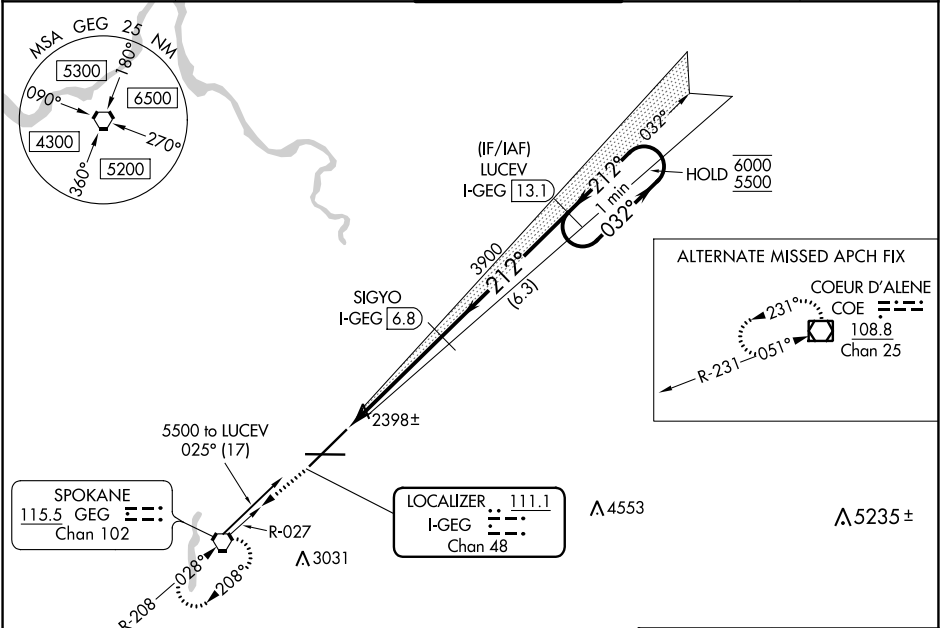 MSA GEG 25 NM
180°
5300
6500
090°
270°
4300
5200
360°
(IF/IAF)
LUCEV
I-GEG 13.1
212°
032°
1 min
032°
HOLD 6000
5500
3900
212°
(6.3)
SIGYO
I-GEG 6.8
2398±
ALTERNATE MISSED APCH FIX
COEUR D'ALENE
COE
108.8
Chan 25
231°
R-231
051°
5500 to LUCEV
025° (17)
SPOKANE
115.5 GEG
Chan 102
R-027
R-208
028°
208°
3031
LOCALIZER 111.1
I-GEG
Chan 48
4553
5235±